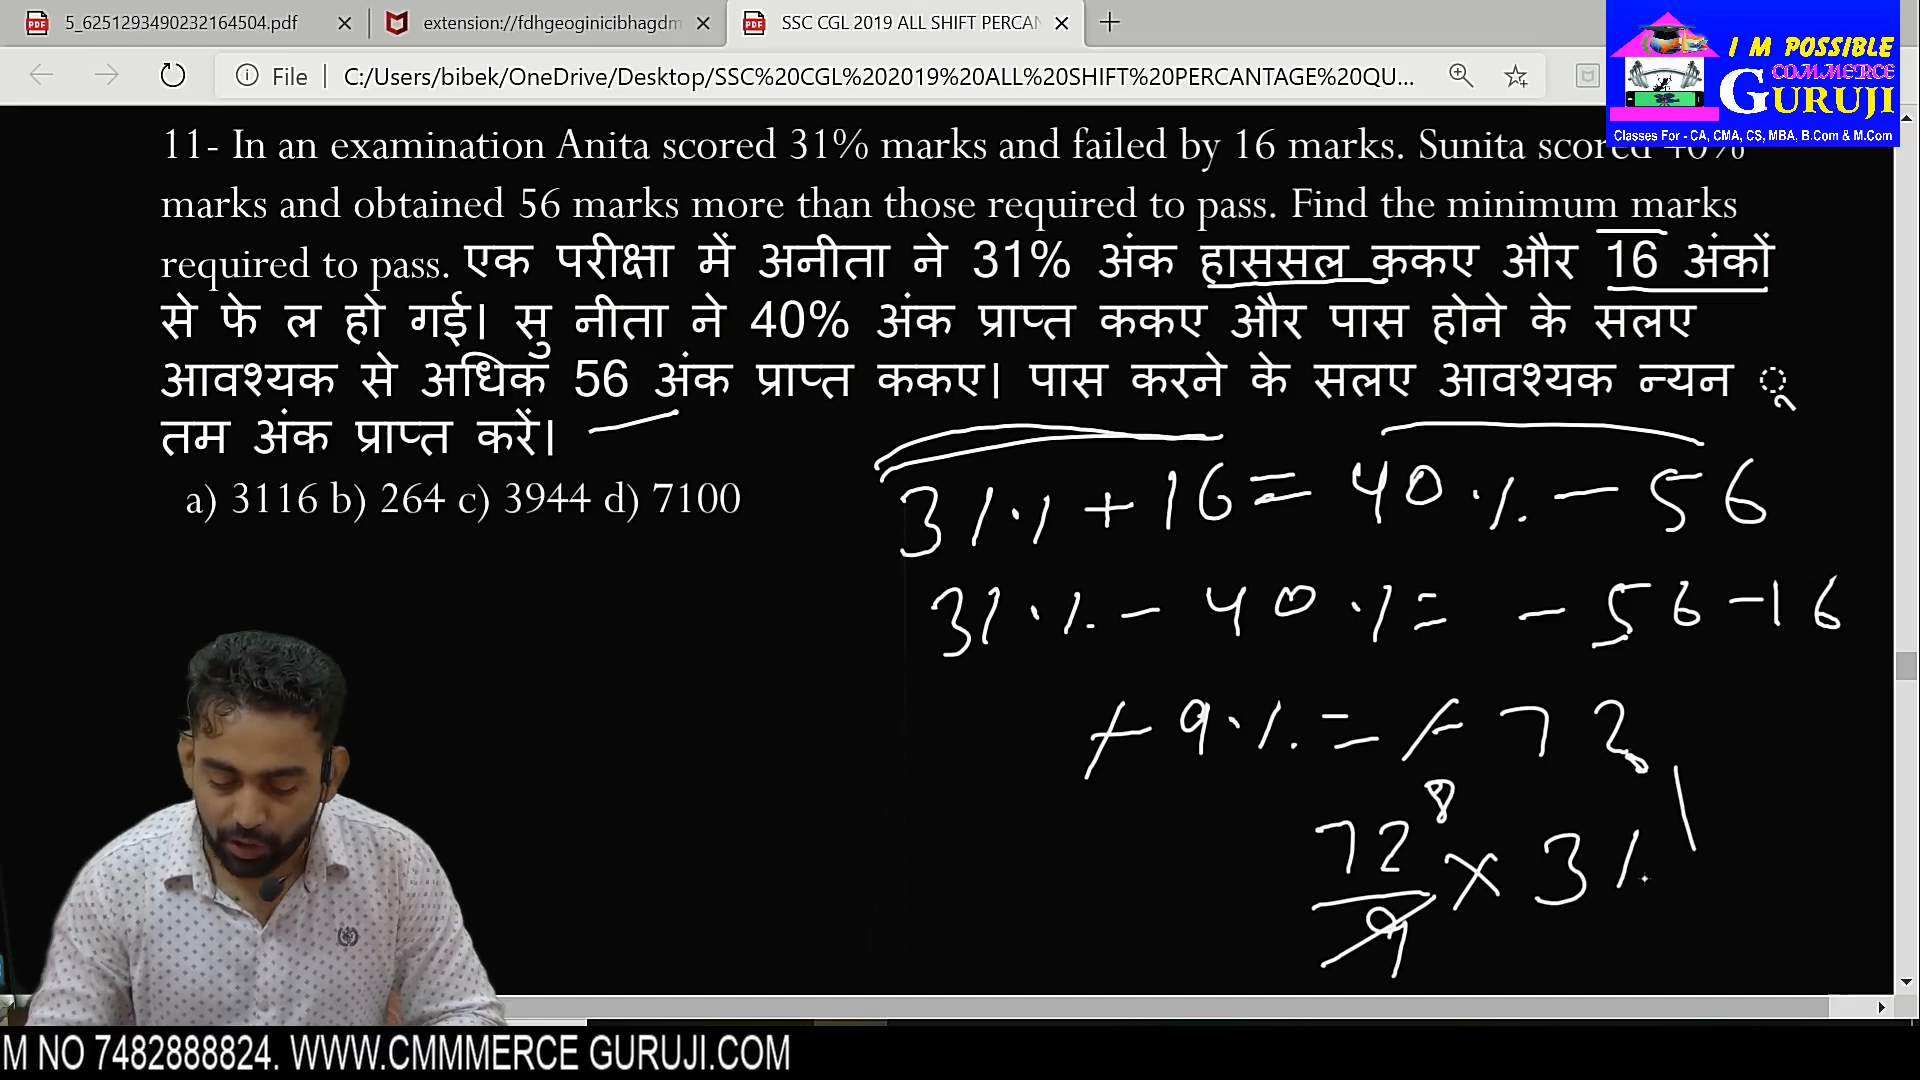 5_6251293490232164504.pdf
extension://fdhgeoginicibhagdm
SSC CGL 2019 ALL SHIFT PERCAN
File | C:/Users/bibek/OneDrive/Desktop/SSC%20CGL%202019%20ALL%20SHIFT%20PERCANTAGE%20QU...
I M POSSIBLE
COMMERCE
GURUJI
Classes For - CA, CMA, CS, MBA, B.Com & M.Com
11- In an examination Anita scored 31% marks and failed by 16 marks. Sunita scored 40%
marks and obtained 56 marks more than those required to pass. Find the minimum marks
required to pass. एक परीक्षा में अनीता ने 31% अंक हाससल ककए और 16 अंकों
से फे ल हो गई। सु नीता ने 40% अंक प्राप्त ककए और पास होने के सलए
आवश्यक से अधिक 56 अंक प्राप्त ककए। पास करने के सलए आवश्यक न्यन ू
तम अंक प्राप्त करें।
a) 3116 b) 264 c) 3944 d) 7100
31% + 16 = 40% - 56
31% - 40% = - 56 - 16
+ 9% = + 72
8
72
9 × 31
M NO 7482888824. WWW.CMMMERCE GURUJI.COM